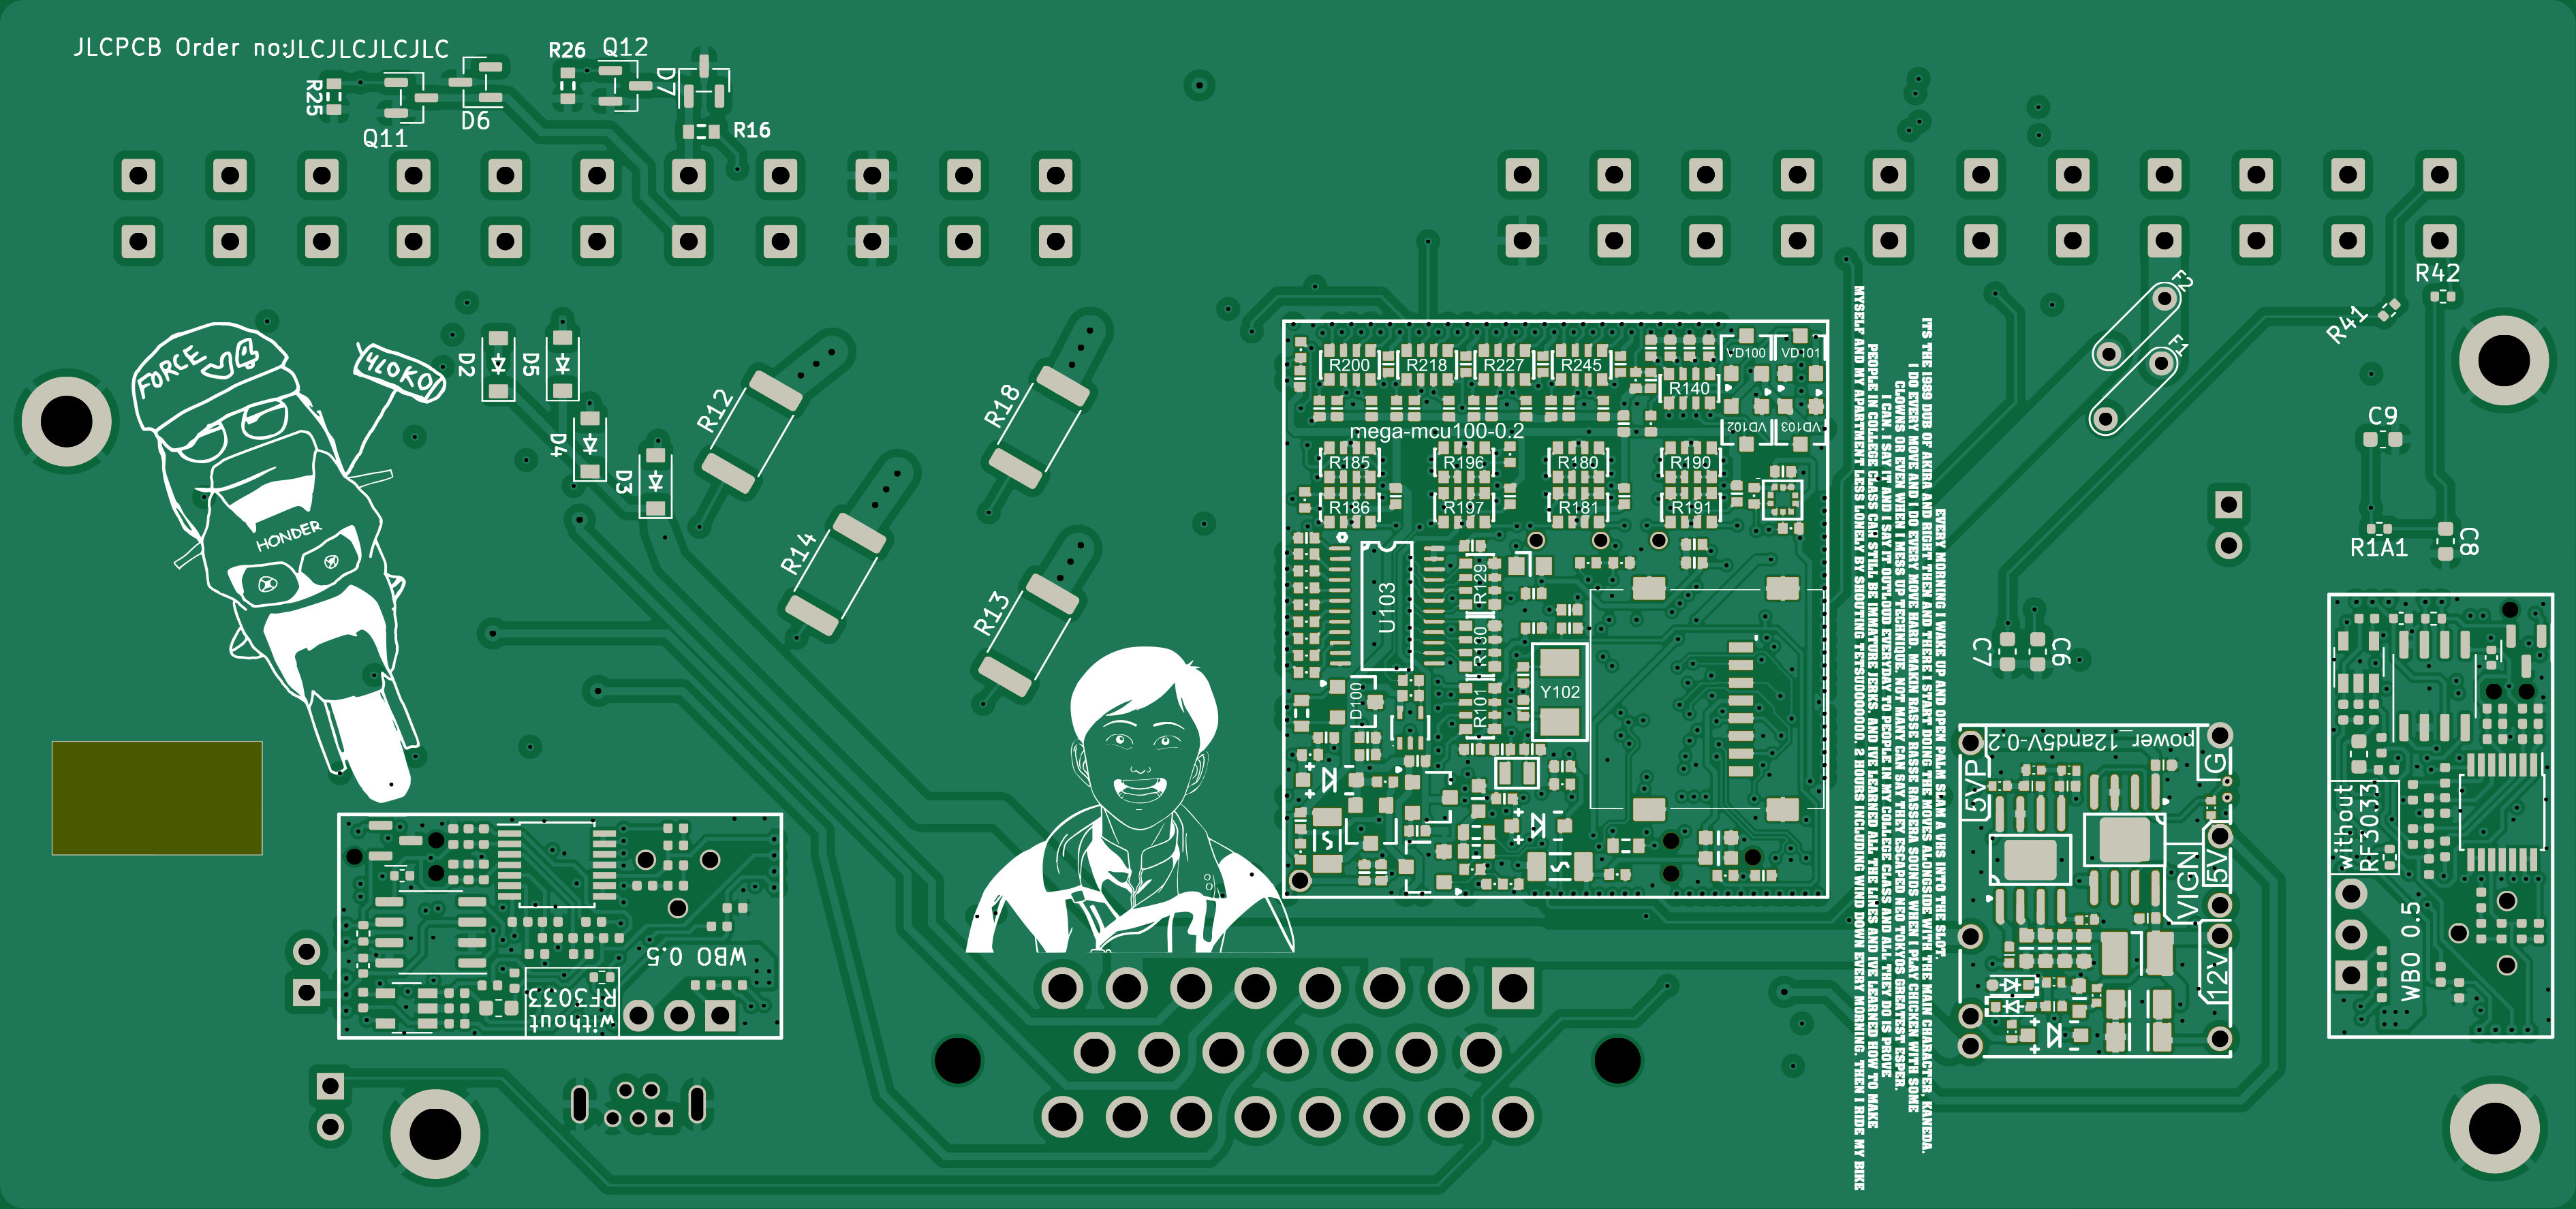 JLCPCB Order no:JLCJLCJLCJLC
R26
Q12
D7
R25
D6
Q11
R16
R42
R41
F2
F1
FORCE V4
4LOKO
HONDER
D2
D5
D4
D3
R12
R18
R14
R13
R200
R218
R227
R245
VD100
VD101
R140
VD102
VD103
mega-mcu100-0.2
R185
R196
R180
R190
R186
R197
R181
R191
U103
R129
R130
R101
D100
Y102
EVERY MORNING I WAKE UP AND OPEN PALM SLAM A VHS INTO THE SLOT.
ITS THE 1989 DUB OF AKIRA AND RIGHT THEN AND THERE I START DOING THE MOVES ALONGSIDE WITH THE MAIN CHARACTER, KANEDA.
I DO EVERY MOVE AND I DO EVERY MOVE HARD. MAKIN RASSE RASSE RASSERA SOUNDS WHEN I PLAY CHICKEN WITH SOME
CLOWNS OR EVEN WHEN I MESS UP TECHNIQUE. NOT MANY CAN SAY THEY ESCAPED NEO TOKYOS GREATEST ESPER.
I CAN. I SAY IT AND I SAY IT OUTLOUD EVERYDAY TO PEOPLE IN MY COLLEGE CLASS AND ALL THEY DO IS PROVE
PEOPLE IN COLLEGE CLASS CAN STILL BE IMMATURE JERKS. AND IVE LEARNED ALL THE LINES AND IVE LEARNED HOW TO MAKE
MYSELF AND MY APARTMENT LESS LONELY BY SHOUTING TETSUOOOOOO. 2 HOURS INCLUDING WIND DOWN EVERY MORNING. THEN I RIDE MY BIKE
C9
R1A1
C8
C7
C6
power_12and5V-0.2
5VP
G
5V
VIGN
12V
without
RF3033
WBO 0.5
WBO 0.5
without
RF3033